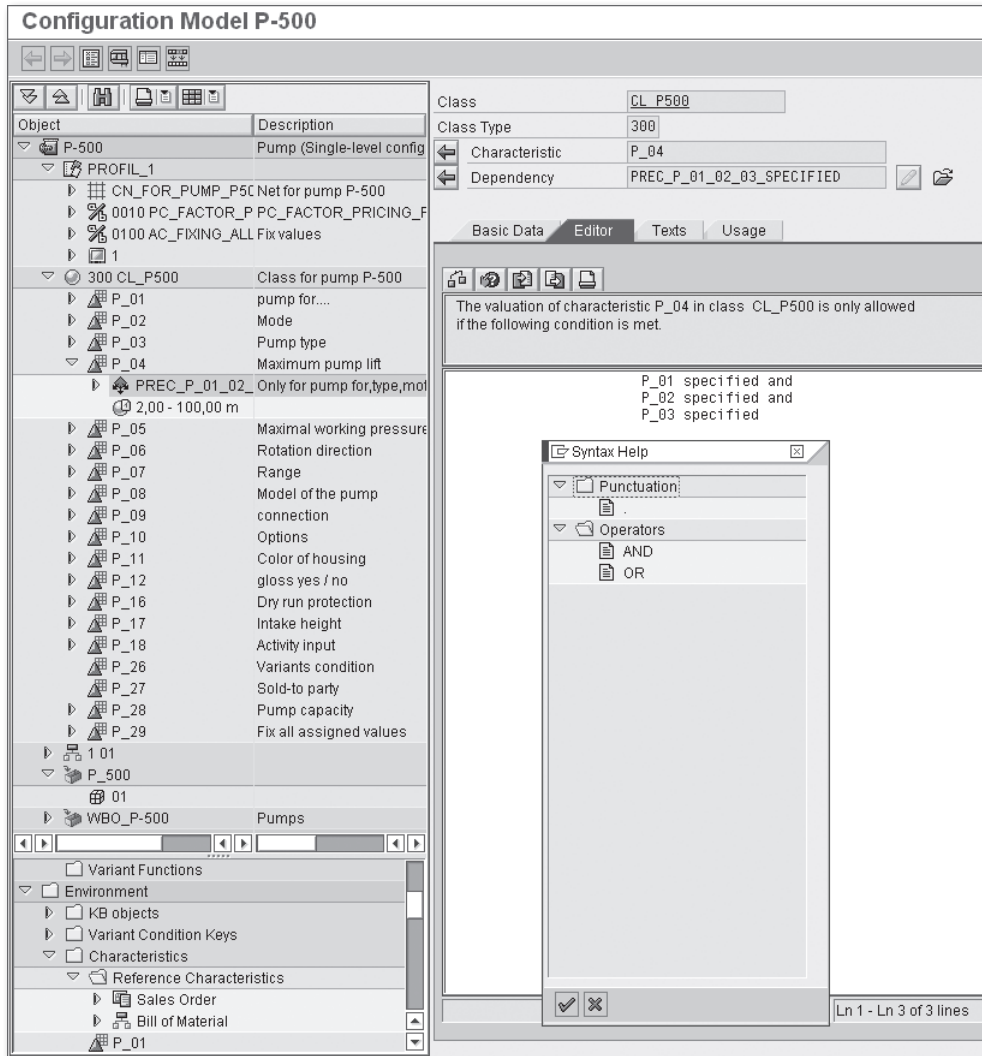 Configuration Model P-500
Object Description
P-500 Pump (Single-level config
PROFIL_1
CN_FOR_PUMP_P5( Net for pump P-500
0010 PC_FACTOR_P PC_FACTOR_PRICING_F
0100 AC_FIXING_ALL Fix values
1
300 CL_P500 Class for pump P-500
P_01 pump for....
P_02 Mode
P_03 Pump type
P_04 Maximum pump lift
PREC_P_01_02_ Only for pump for,type,mot
2,00 - 100,00 m
P_05 Maximal working pressure
P_06 Rotation direction
P_07 Range
P_08 Model of the pump
P_09 connection
P_10 Options
P_11 Color of housing
P_12 gloss yes / no
P_16 Dry run protection
P_17 Intake height
P_18 Activity input
P_26 Variants condition
P_27 Sold-to party
P_28 Pump capacity
P_29 Fix all assigned values
1 01
P_500
01
WBO_P-500 Pumps
Variant Functions
Environment
KB objects
Variant Condition Keys
Characteristics
Reference Characteristics
Sales Order
Bill of Material
P_01
Class CL_P500
Class Type 300
Characteristic P_04
Dependency PREC_P_01_02_03_SPECIFIED
Basic Data Editor Texts Usage
The valuation of characteristic P_04 in class CL_P500 is only allowed
if the following condition is met.
P_01 specified and
P_02 specified and
P_03 specified
Syntax Help
Punctuation
.
Operators
AND
OR
Ln 1 - Ln 3 of 3 lines